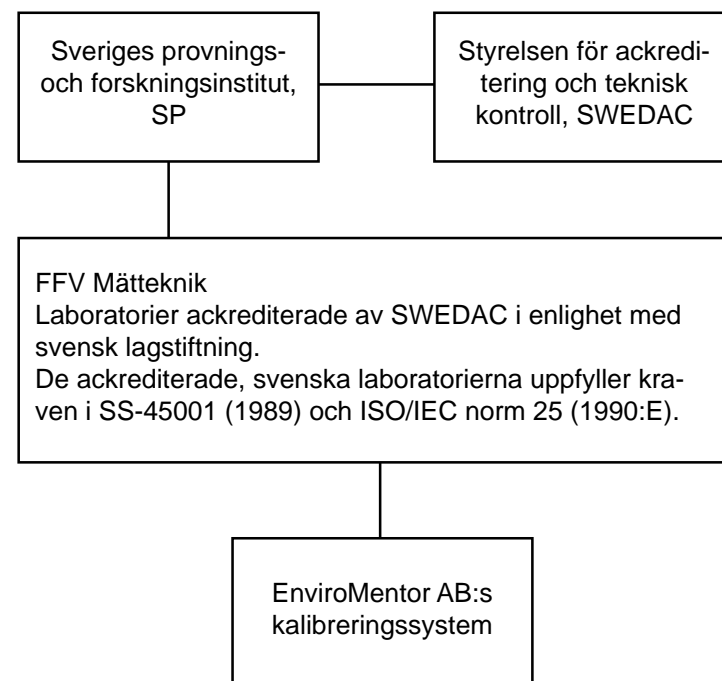 Sveriges provnings-
och forskningsinstitut,
SP
Styrelsen för ackredi-
tering och teknisk
kontroll, SWEDAC
FFV Mätteknik
Laboratorier ackrediterade av SWEDAC i enlighet med
svensk lagstiftning.
De ackrediterade, svenska laboratorierna uppfyller kra-
ven i SS-45001 (1989) och ISO/IEC norm 25 (1990:E).
EnviroMentor AB:s
kalibreringssystem